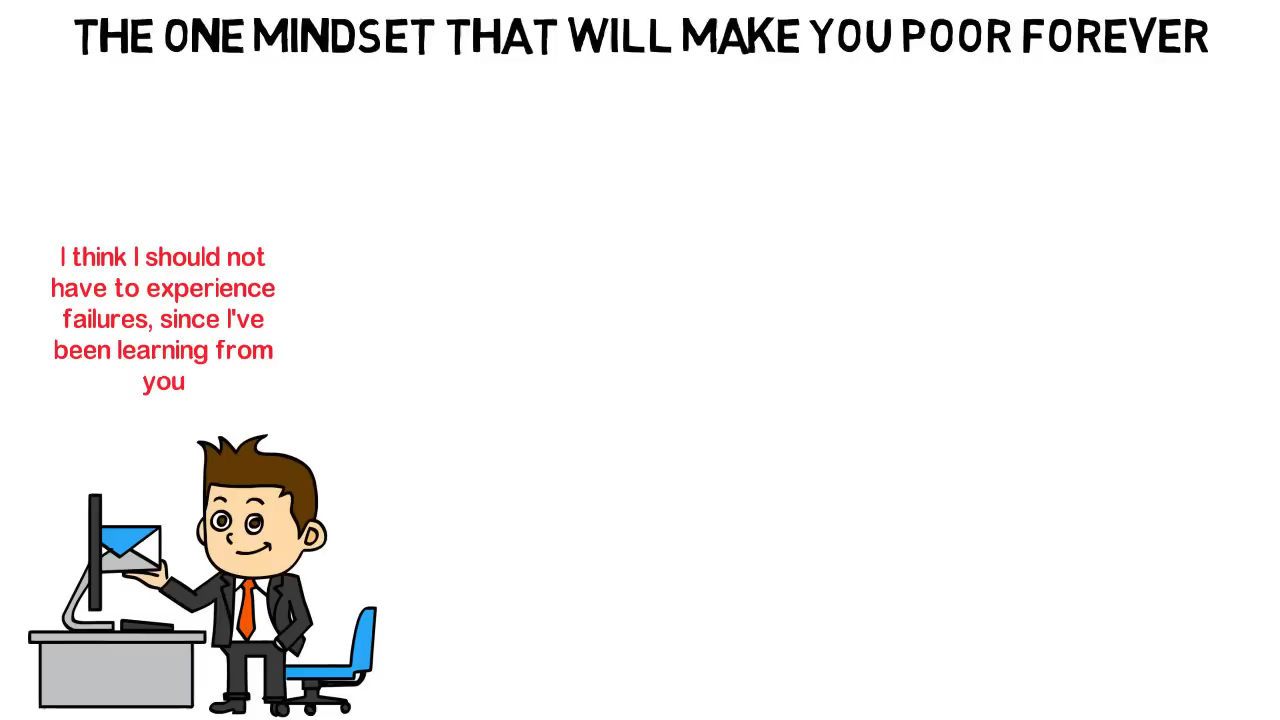 THE ONE MINDSET THAT WILL MAKE YOU POOR FOREVER
I think I should not
have to experience
failures, since I've
been learning from
you